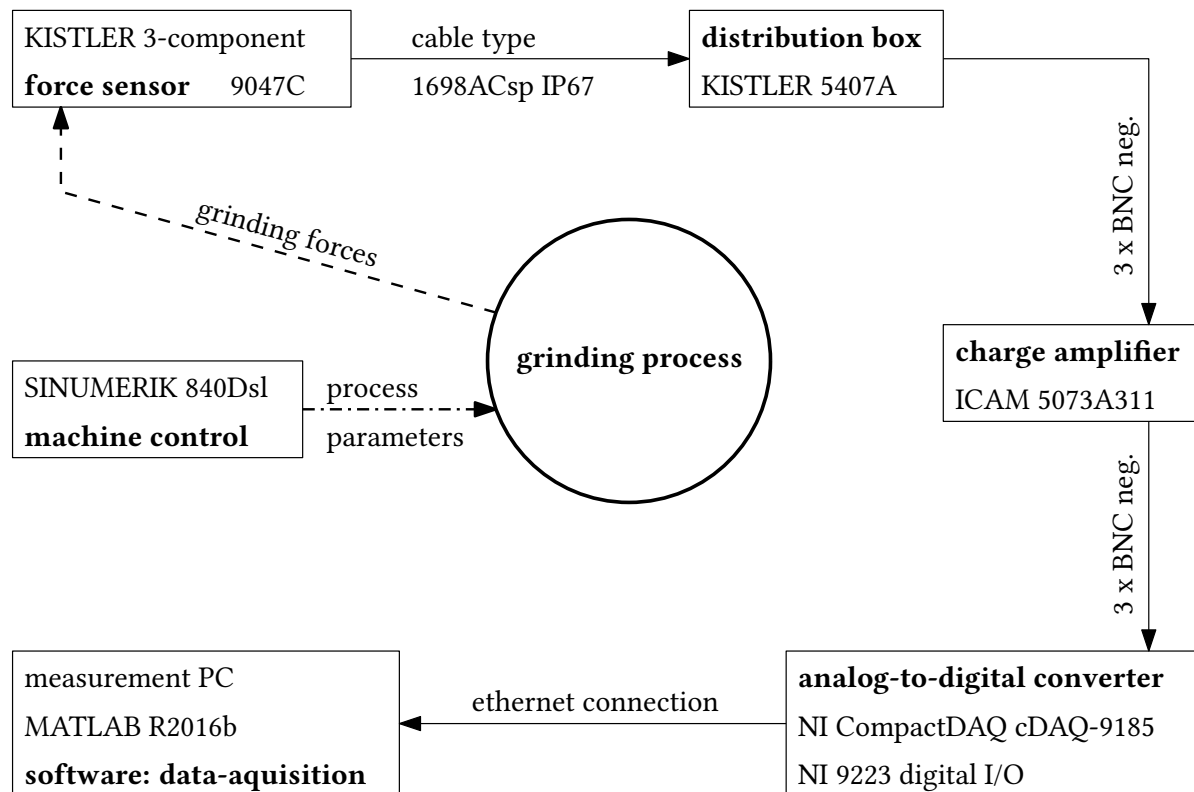 KISTLER 3-component
force sensor 9047C
cable type
1698ACsp IP67
distribution box
KISTLER 5407A
3 x BNC neg.
grinding forces
grinding process
charge amplifier
ICAM 5073A311
SINUMERIK 840Dsl
machine control
process
parameters
3 x BNC neg.
analog-to-digital converter
NI CompactDAQ cDAQ-9185
NI 9223 digital I/O
ethernet connection
measurement PC
MATLAB R2016b
software: data-aquisition